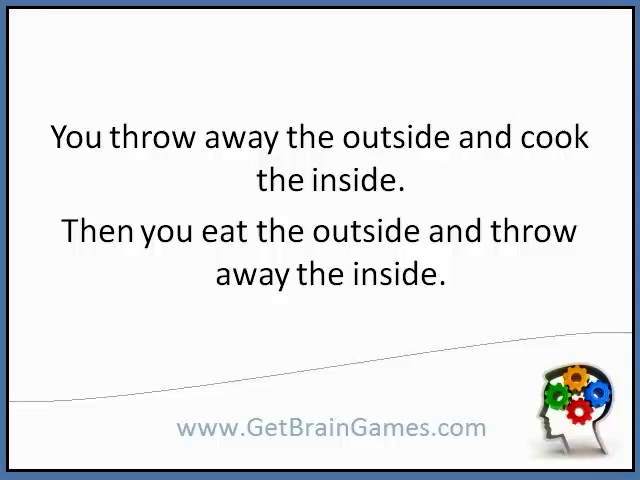 You throw away the outside and cook
the inside.
Then you eat the outside and throw
away the inside.
www.GetBrainGames.com